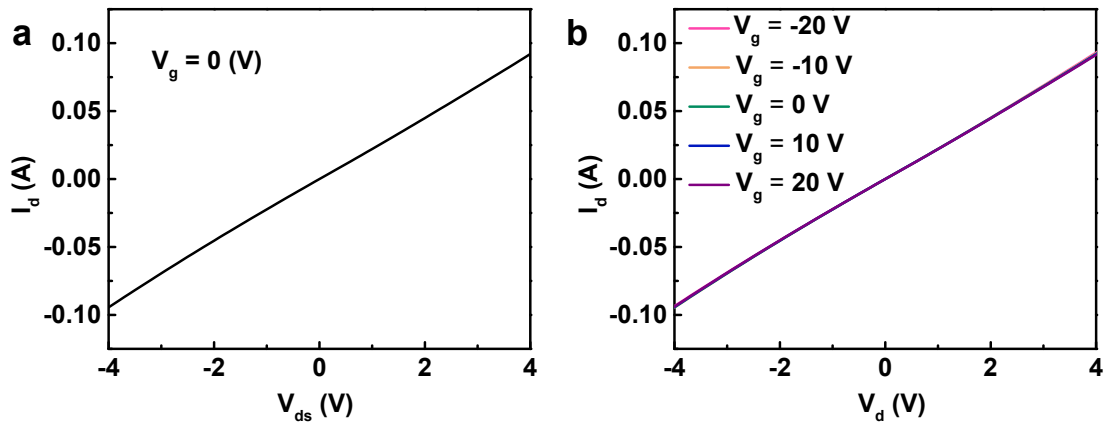 a
V_g = 0 (V)
0.10
0.05
0.00
-0.05
-0.10
I_d (A)
-4
-2
0
2
4
V_ds (V)
b
V_g = -20 V
V_g = -10 V
V_g = 0 V
V_g = 10 V
V_g = 20 V
0.10
0.05
0.00
-0.05
-0.10
I_d (A)
-4
-2
0
2
4
V_d (V)